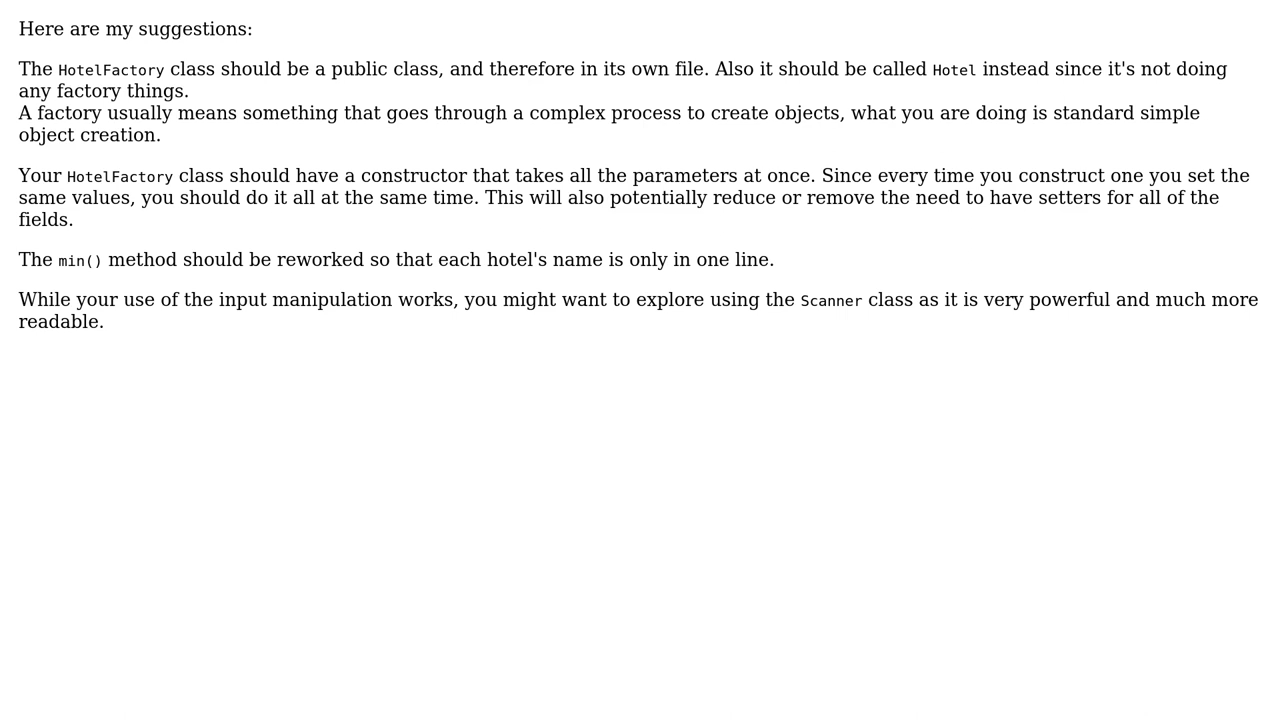 Here are my suggestions:
The HotelFactory class should be a public class, and therefore in its own file. Also it should be called Hotel instead since it's not doing
any factory things.
A factory usually means something that goes through a complex process to create objects, what you are doing is standard simple
object creation.
Your HotelFactory class should have a constructor that takes all the parameters at once. Since every time you construct one you set the
same values, you should do it all at the same time. This will also potentially reduce or remove the need to have setters for all of the
fields.
The min() method should be reworked so that each hotel's name is only in one line.
While your use of the input manipulation works, you might want to explore using the Scanner class as it is very powerful and much more
readable.